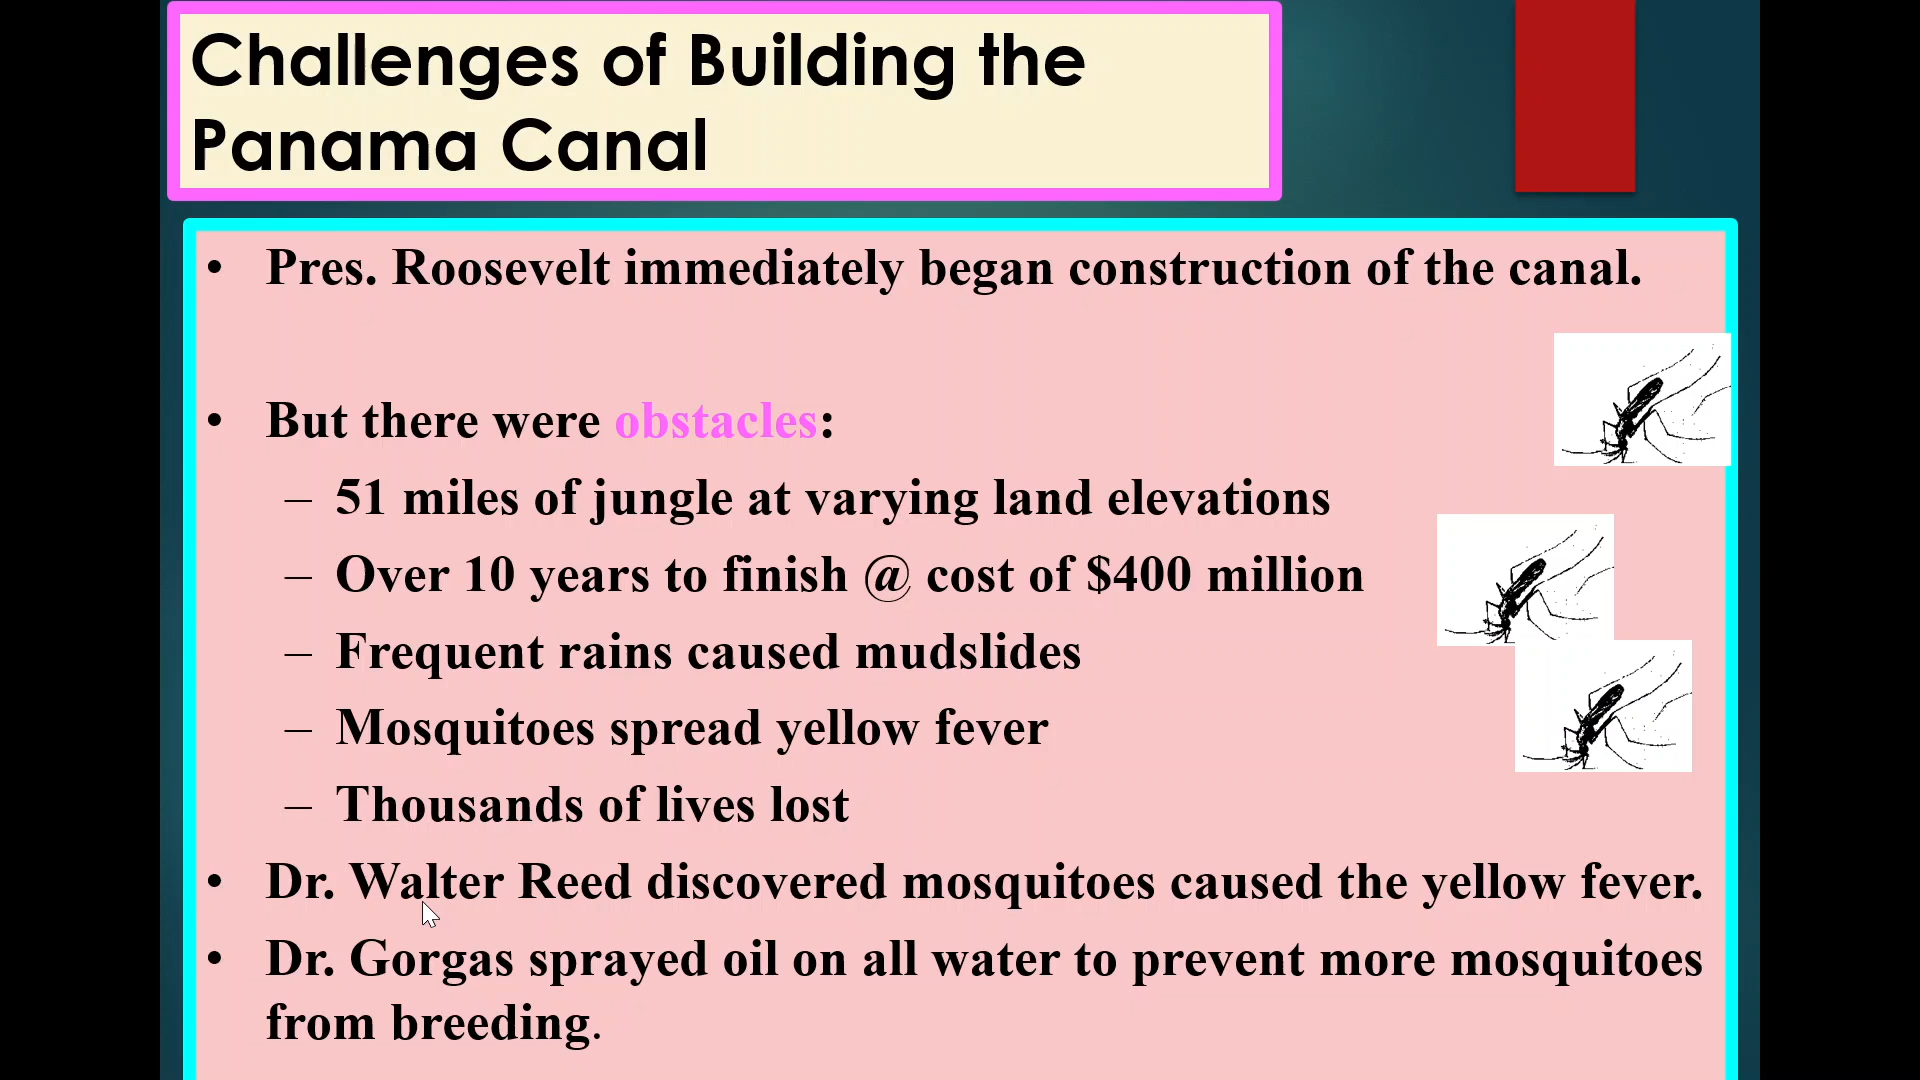 Challenges of Building the
Panama Canal
• Pres. Roosevelt immediately began construction of the canal.
• But there were obstacles:
– 51 miles of jungle at varying land elevations
– Over 10 years to finish @ cost of $400 million
– Frequent rains caused mudslides
– Mosquitoes spread yellow fever
– Thousands of lives lost
• Dr. Walter Reed discovered mosquitoes caused the yellow fever.
• Dr. Gorgas sprayed oil on all water to prevent more mosquitoes
from breeding.